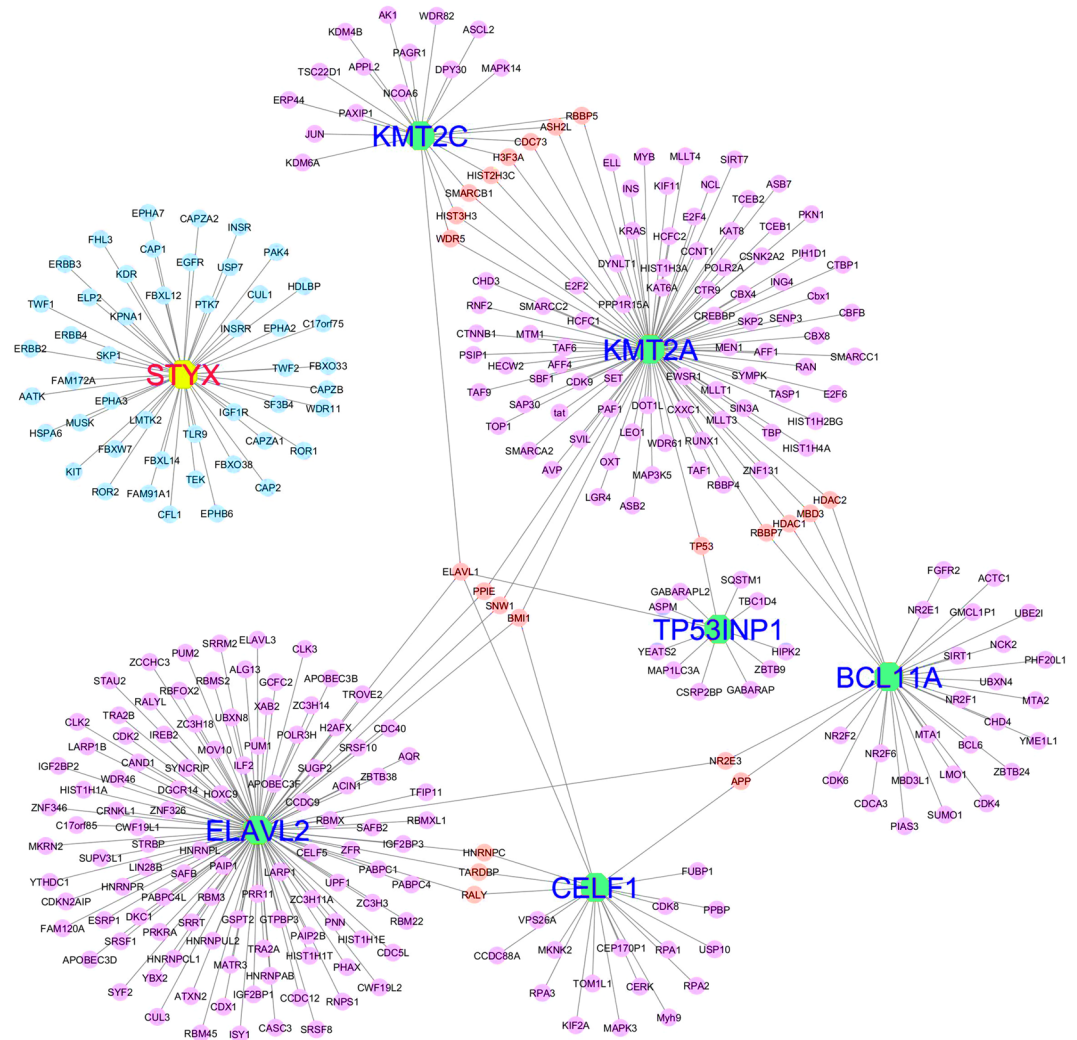 AK1
WDR82
KDM4B
ASCL2
PAGR1
TSC22D1
APPL2
DPY30
MAPK14
NCOA6
ERP44
PAXIP1
JUN
KMT2C
KDM6A
RBBP5
ASH2L
CDC73
H3F3A
HIST2H3C
SMARCB1
HIST3H3
WDR5
ELL
MYB
MLLT4
SIRT7
INS
KIF11
NCL
ASB7
TCEB2
KRAS
E2F4
PKN1
HCFC2
KAT8
TCEB1
CCNT1
CSNK2A2
PIH1D1
DYNLT1
HIST1H3A
POLR2A
CTBP1
CHD3
E2F2
KAT6A
CTR9
ING4
CBX4
Cbx1
RNF2
SMARCC2
PPP1R15A
CREBBP
SENP3
CBFB
HCFC1
SKP2
CTNNB1
MTM1
CBX8
TAF6
KMT2A
MEN1
AFF1
SMARCC1
PSIP1
HECW2
AFF4
RAN
SBF1
CDK9
SET
EWSR1
SYMPK
TAF9
MLLT1
TASP1
E2F6
SAP30
PAF1
DOT1L
CXXC1
SIN3A
tat
MLLT3
HIST1H2BG
TOP1
LEO1
RUNX1
TBP
SVIL
WDR61
HIST1H4A
SMARCA2
OXT
ZNF131
AVP
MAP3K5
TAF1
RBBP4
LGR4
ASB2
HDAC2
MBD3
HDAC1
RBBP7
TP53
EPHA7
CAPZA2
INSR
FHL3
CAP1
EGFR
PAK4
ERBB3
KDR
USP7
HDLBP
ELP2
FBXL12
CUL1
TWF1
PTK7
KPNA1
C17orf75
INSRR
EPHA2
ERBB4
ERBB2
SKP1
STYX
TWF2
FBXO33
FAM172A
AATK
CAPZB
EPHA3
SF3B4
WDR11
MUSK
LMTK2
IGF1R
HSPA6
TLR9
CAPZA1
FBXW7
ROR1
FBXL14
FBXO38
KIT
TEK
ROR2
FAM91A1
CAP2
CFL1
EPHB6
ELAVL1
PPIE
SNW1
BMI1
SQSTM1
GABARAPL2
ASPM
TBC1D4
TP53INP1
YEATS2
HIPK2
MAP1LC3A
ZBTB9
CSRP2BP
GABARAP
FGFR2
ACTC1
NR2E1
GMCL1P1
UBE2I
NCK2
SIRT1
PHF20L1
BCL11A
UBXN4
NR2F1
MTA2
CHD4
NR2F2
MTA1
YME1L1
NR2F6
BCL6
ZBTB24
CDK6
MBD3L1
LMO1
CDCA3
CDK4
SUMO1
PIAS3
NR2E3
APP
ELAVL3
SRRM2
PUM2
CLK3
ZCCHC3
ALG13
APOBEC3B
STAU2
RBMS2
GCFC2
RBFOX2
TROVE2
RALYL
XAB2
ZC3H14
CLK2
TRA2B
ZC3H18
UBXN8
H2AFX
CDC40
CDK2
IREB2
POLR3H
LARP1B
MOV10
PUM1
SRSF10
AQR
CAND1
SYNCRIP
ILF2
SUGP2
IGF2BP2
WDR46
ZBTB38
APOBEC3F
ACIN1
HIST1H1A
DGCR14
HOXC9
TFIP11
ZNF346
CRNKL1
ZNF326
CCDC9
RBMX
RBMXL1
C17orf85
CWF19L1
SAFB2
ELAVL2
MKRN2
STRBP
IGF2BP3
HNRNPL
CELF5
ZFR
SUPV3L1
HNRNPC
LIN28B
PAIP1
LARP1
PABPC1
TARDBP
YTHDC1
SAFB
UPF1
PABPC4
HNRNPR
RBM3
PRR11
RALY
CDKN2AIP
PABPC4L
ZC3H11A
ZC3H3
ESRP1
DKC1
SRRT
GSPT2
GTPBP3
PNN
RBM22
FAM120A
SRSF1
PRKRA
PAIP2B
HIST1H1E
HNRNPUL2
TRA2A
HIST1H1T
CDC5L
APOBEC3D
HNRNPCL1
MATR3
PHAX
YBX2
HNRNPAB
SYF2
CWF19L2
ATXN2
IGF2BP1
CCDC12
RNPS1
CDX1
CUL3
CASC3
SRSF8
RBM45
ISY1
CELF1
FUBP1
CDK8
PPBP
VPS26A
CEP170P1
RPA1
USP10
CCDC88A
MKNK2
TOM1L1
CERK
RPA2
RPA3
KIF2A
MAPK3
Myh9